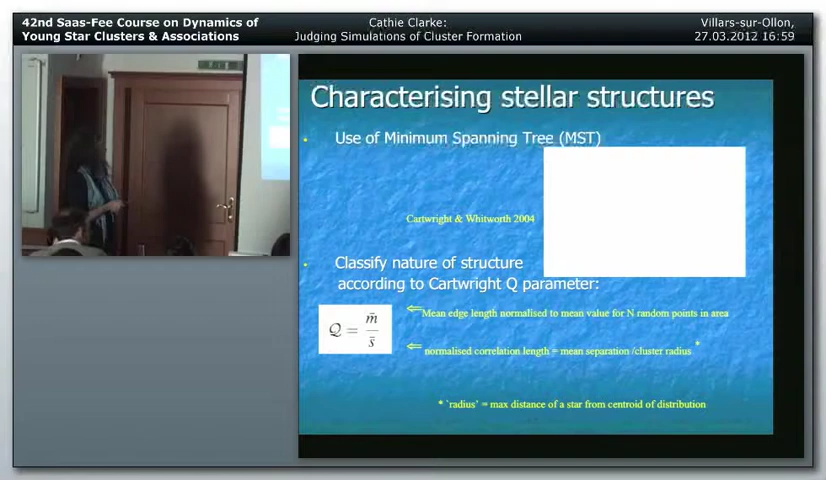 42nd Saas-Fee Course on Dynamics of
Young Star Clusters & Associations
Cathie Clarke:
Judging Simulations of Cluster Formation
Villars-sur-Ollon,
27.03.2012 16:59
Characterising stellar structures
• Use of Minimum Spanning Tree (MST)
Cartwright & Whitworth 2004
• Classify nature of structure
according to Cartwright Q parameter:
Q = m̄ / s̄
⇐ Mean edge length normalised to mean value for N random points in area
⇐ normalised correlation length = mean separation /cluster radius *
* `radius' = max distance of a star from centroid of distribution